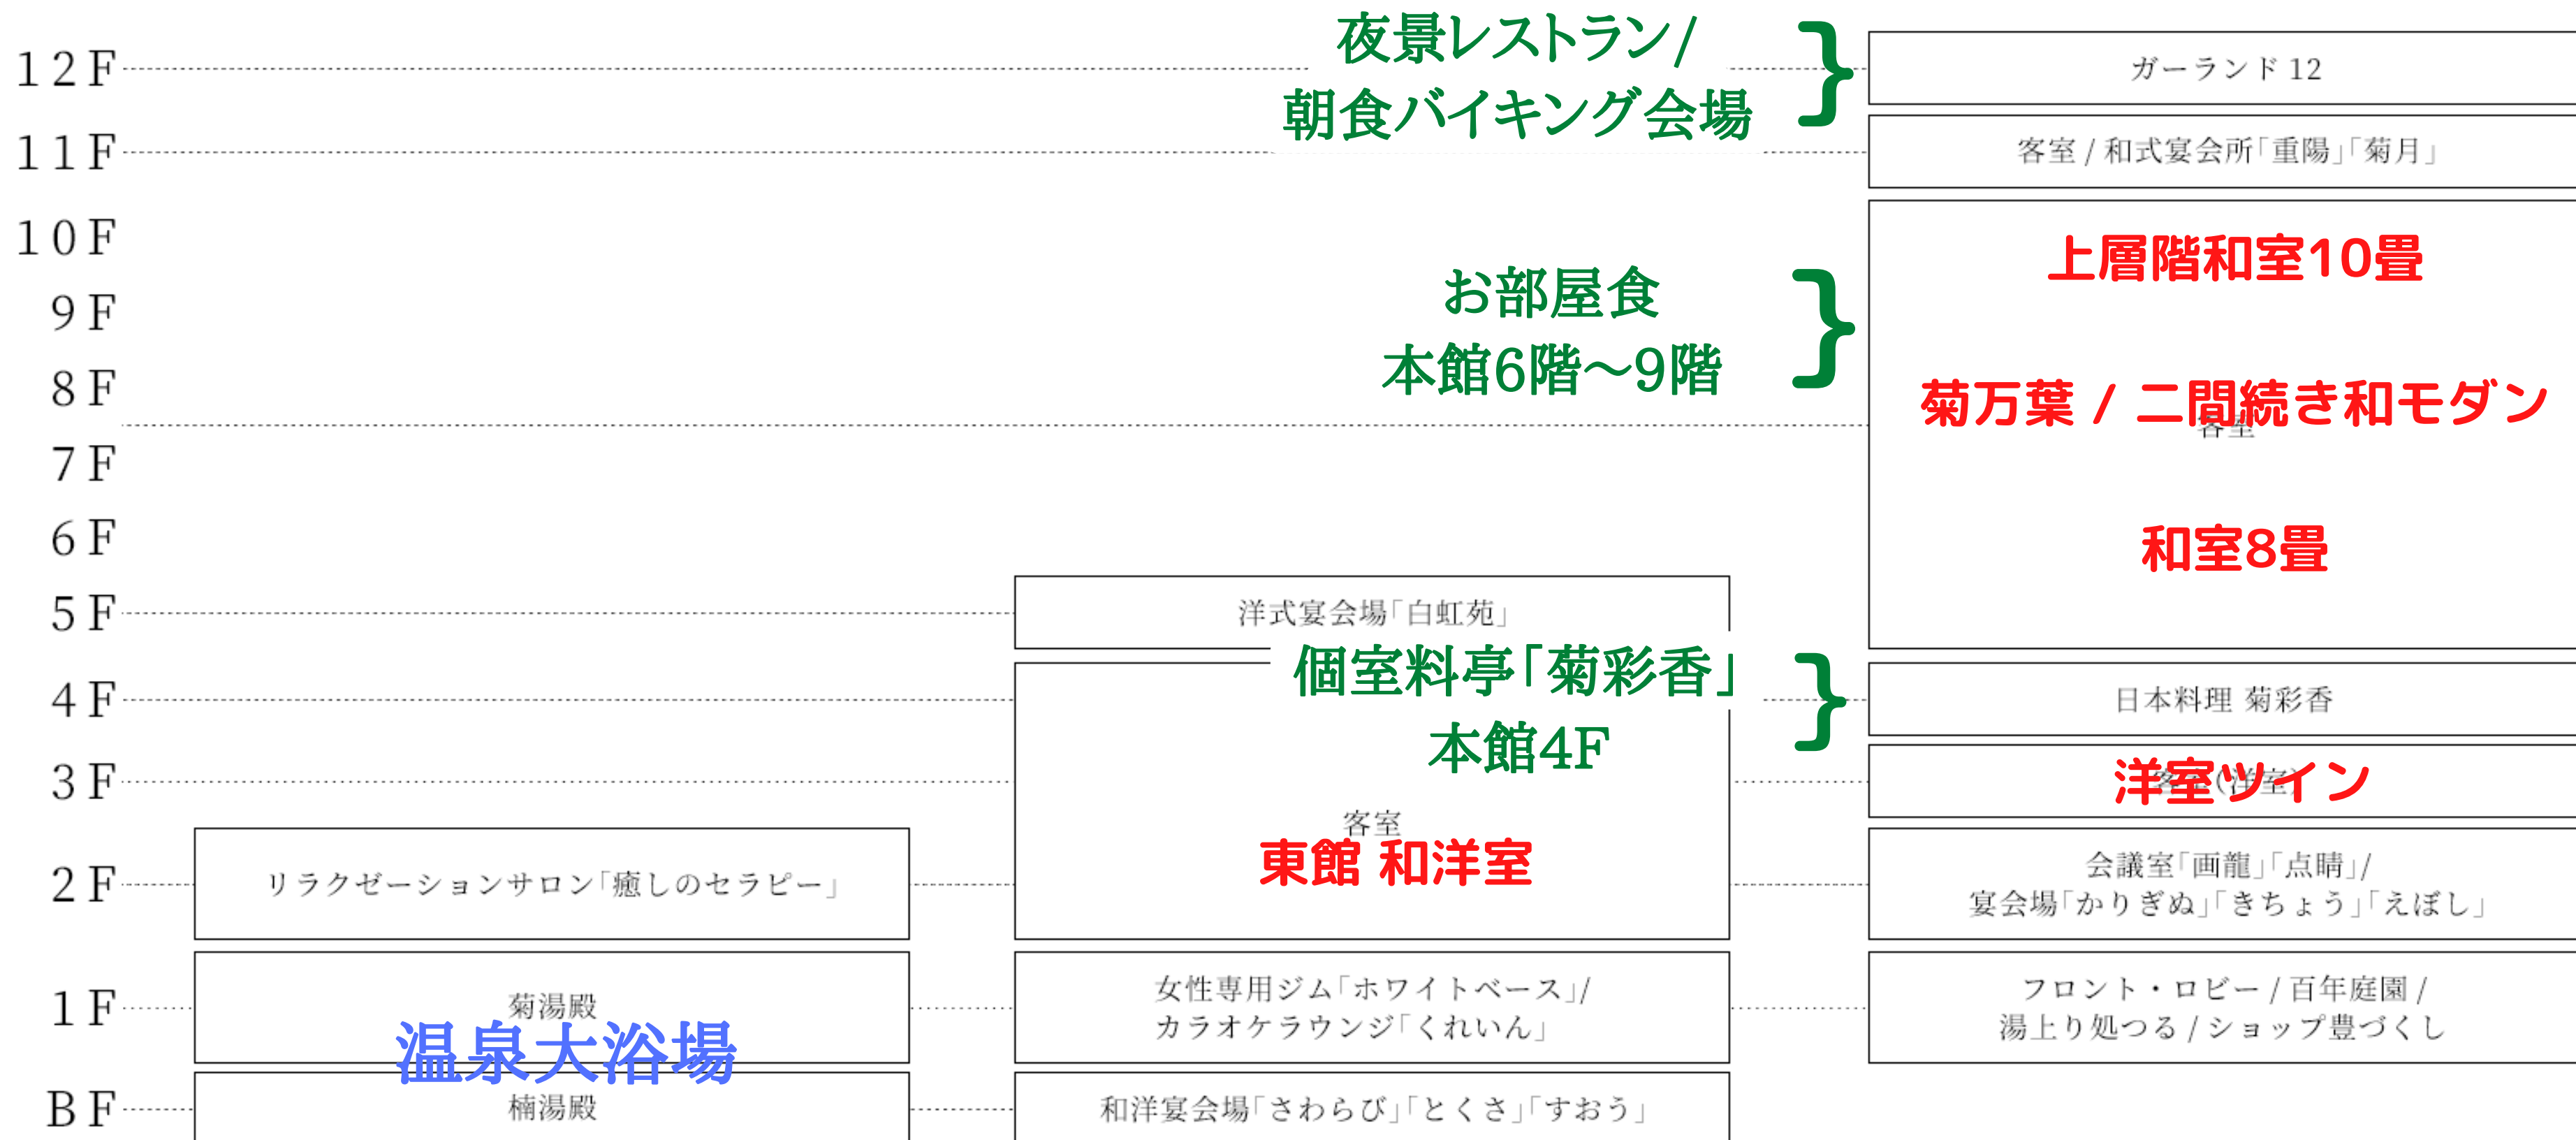 12F
夜景レストラン/
朝食バイキング会場
ガーランド 12
11F
客室 / 和式宴会所「重陽」「菊月」
10F
上層階和室10畳
9F
お部屋食
本館6階〜9階
8F
菊万葉 / 二間続き和モダン
客室
7F
6F
和室8畳
5F
洋式宴会場「白虹苑」
個室料亭「菊彩香」
本館4F
4F
日本料理 菊彩香
3F
客室(洋室)
洋室ツイン
客室
東館 和洋室
2F
リラクゼーションサロン「癒しのセラピー」
会議室「画龍」「点睛」/
宴会場「かりぎぬ」「きちょう」「えぼし」
1F
菊湯殿
温泉大浴場
女性専用ジム「ホワイトベース」/
カラオケラウンジ「くれいん」
フロント・ロビー / 百年庭園 /
湯上り処つる / ショップ豊づくし
BF
楠湯殿
和洋宴会場「さわらび」「とくさ」「すおう」